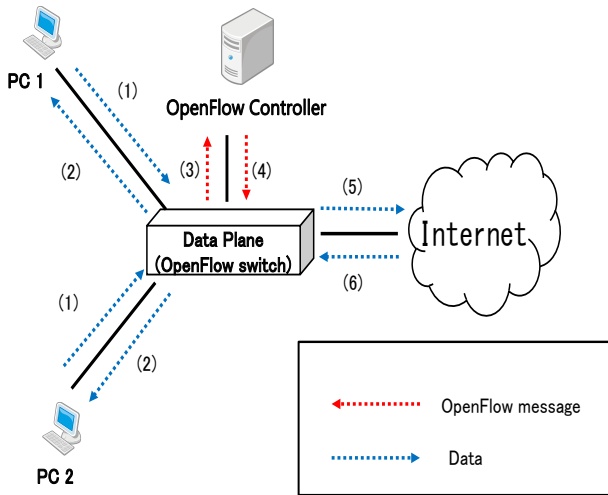 PC 1
(1)
OpenFlow Controller
(2)
(3)
(4)
(5)
Data Plane
(OpenFlow switch)
Internet
(6)
(1)
(2)
PC 2
OpenFlow message
Data